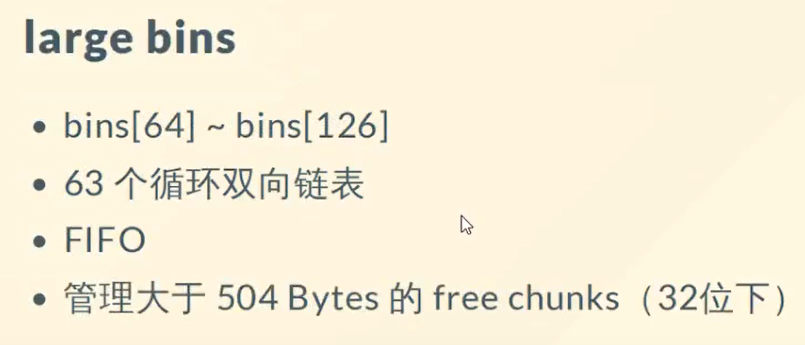 large bins
• bins[64] ~ bins[126]
• 63 个循环双向链表
• FIFO
• 管理大于 504 Bytes 的 free chunks（32位下）